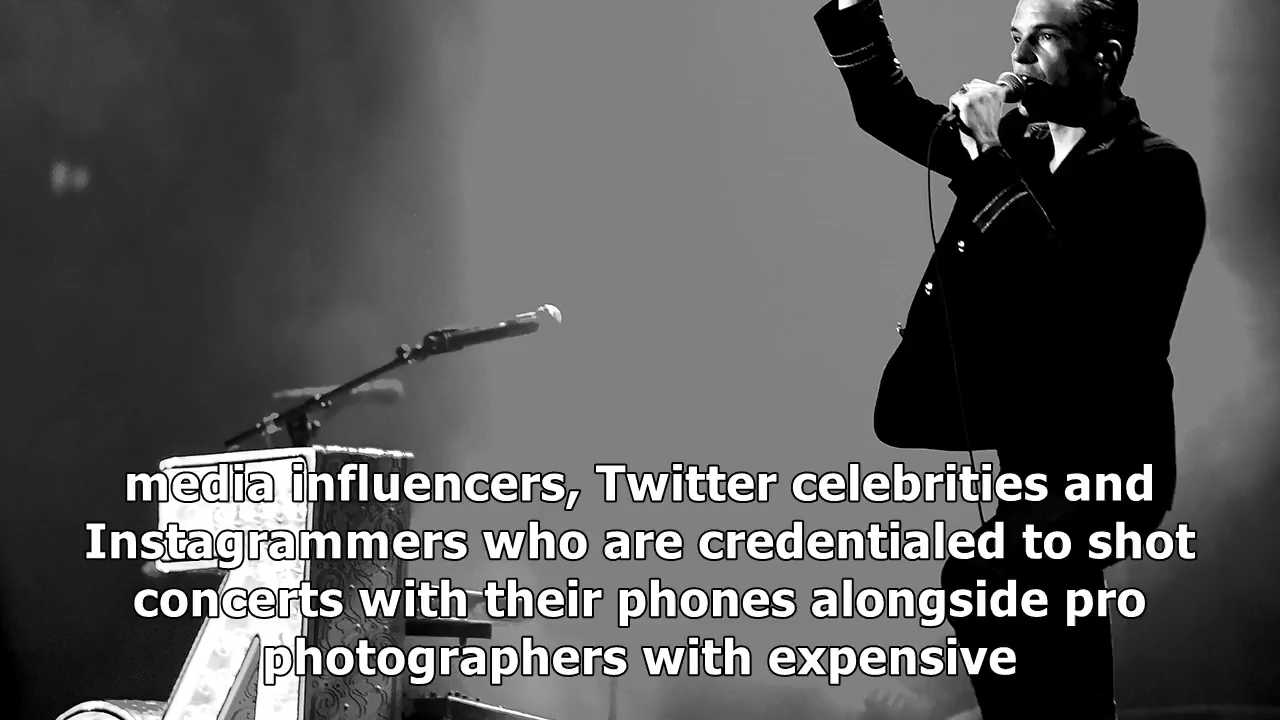 media influencers, Twitter celebrities and
Instagrammers who are credentialed to shot
concerts with their phones alongside pro
photographers with expensive